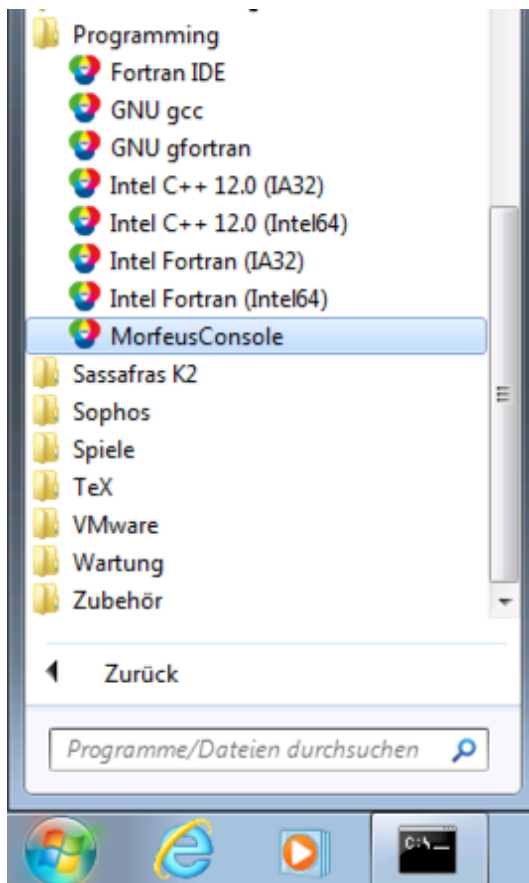 Programming
Fortran IDE
GNU gcc
GNU gfortran
Intel C++ 12.0 (IA32)
Intel C++ 12.0 (Intel64)
Intel Fortran (IA32)
Intel Fortran (Intel64)
MorfeusConsole
Sassafras K2
Sophos
Spiele
TeX
VMware
Wartung
Zubehör
Zurück
Programme/Dateien durchsuchen
C:\